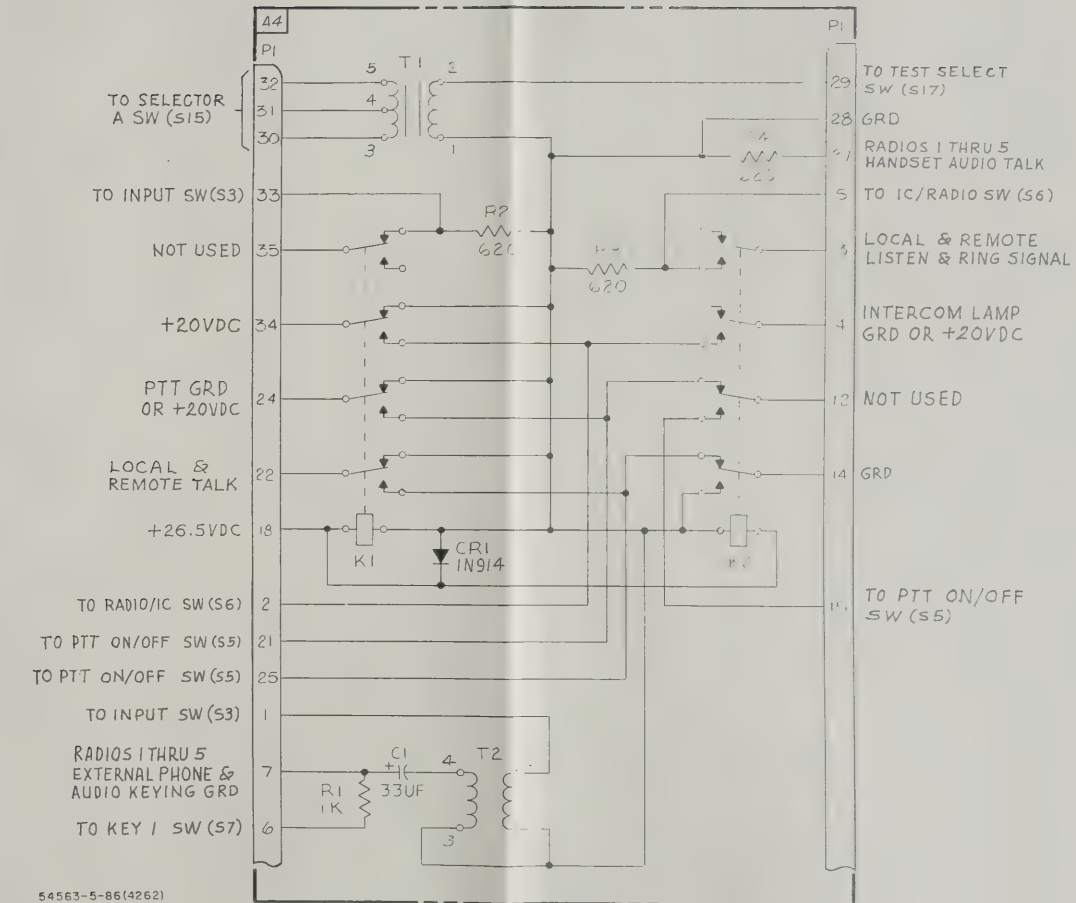 A4
P1
P1
T1
5
4
3
2
1
TO SELECTOR
A SW (S15)
32
31
30
TO INPUT SW(S3) 33
NOT USED 35
+20VDC 34
PTT GRD
OR +20VDC
24
LOCAL &
REMOTE TALK
22
+26.5VDC 18
TO RADIO/IC SW(S6) 2
TO PTT ON/OFF SW(S5) 21
TO PTT ON/OFF SW(S5) 25
TO INPUT SW(S3) 1
RADIOS 1 THRU 5
EXTERNAL PHONE &
AUDIO KEYING GRD
7
TO KEY 1 SW (S7) 6
R2
620
K1
CR1
1N914
R1
1K
C1
+
33UF
4
3
T2
29 TO TEST SELECT
SW (S17)
28 GRD
RADIOS 1 THRU 5
HANDSET AUDIO TALK
5 TO IC/RADIO SW (S6)
LOCAL & REMOTE
LISTEN & RING SIGNAL
620
4 INTERCOM LAMP
GRD OR +20VDC
12 NOT USED
14 GRD
TO PTT ON/OFF
SW (S5)
54563-5-86(4262)